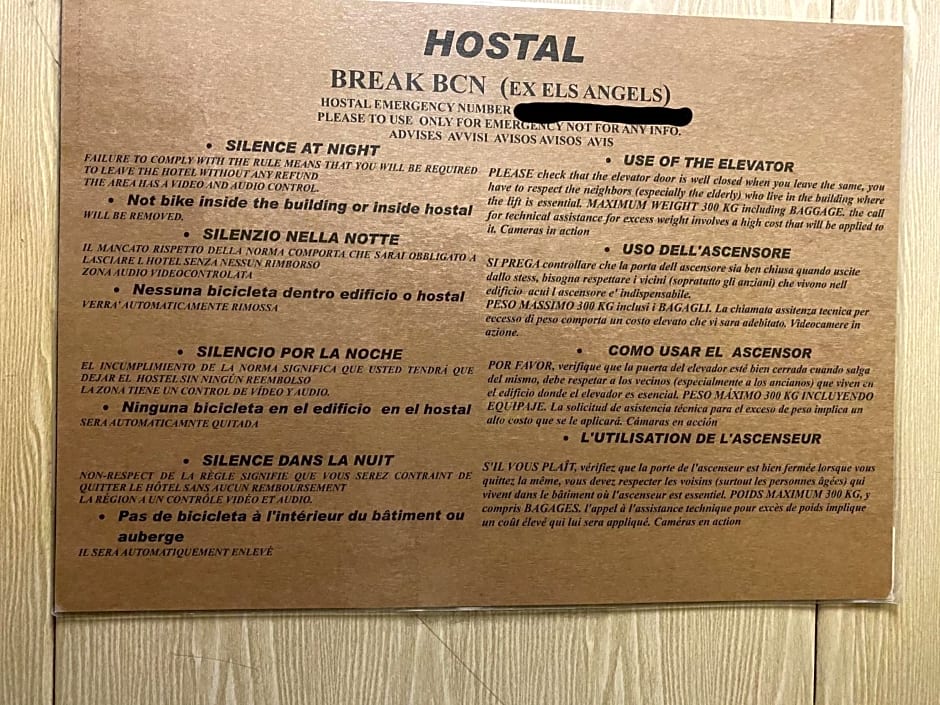 HOSTAL
BREAK BCN (EX ELS ANGELS)
HOSTAL EMERGENCY NUMBER
PLEASE TO USE ONLY FOR EMERGENCY NOT FOR ANY INFO.
ADVISES AVVISI AVISOS AVISOS AVIS
• SILENCE AT NIGHT
FAILURE TO COMPLY WITH THE RULE MEANS THAT YOU WILL BE REQUIRED
TO LEAVE THE HOTEL WITHOUT ANY REFUND
THE AREA HAS A VIDEO AND AUDIO CONTROL.
• Not bike inside the building or inside hostal
WILL BE REMOVED.
• SILENZIO NELLA NOTTE
IL MANCATO RISPETTO DELLA NORMA COMPORTA CHE SARAI OBBLIGATO A
LASCIARE L HOTEL SENZA NESSUN RIMBORSO
ZONA AUDIO VIDEOCONTROLATA
• Nessuna bicicletta dentro edificio o hostal
VERRA' AUTOMATICAMENTE RIMOSSA
• SILENCIO POR LA NOCHE
EL INCUMPLIMIENTO DE LA NORMA SIGNIFICA QUE USTED TENDRÁ QUE
DEJAR EL HOSTEL SIN NINGÚN REEMBOLSO
LA ZONA TIENE UN CONTROL DE VÍDEO Y AUDIO.
• Ninguna bicicleta en el edificio en el hostal
SERA AUTOMATICAMNTE QUITADA
• SILENCE DANS LA NUIT
NON-RESPECT DE LA RÈGLE SIGNIFIE QUE VOUS SEREZ CONTRAINT DE
QUITTER LE HÔTEL SANS AUCUN REMBOURSEMENT
LA RÉGION A UN CONTRÔLE VIDÉO ET AUDIO.
• Pas de bicicleta à l'intérieur du bâtiment ou
auberge
IL SERA AUTOMATIQUEMENT ENLEVÉ
• USE OF THE ELEVATOR
PLEASE check that the elevator door is well closed when you leave the same, you
have to respect the neighbors (especially the elderly) who live in the building where
the lift is essential. MAXIMUM WEIGHT 300 KG including BAGGAGE. the call
for technical assistance for excess weight involves a high cost that will be applied to
it. Cameras in action
• USO DELL'ASCENSORE
SI PREGA controllare che la porta dell ascensore sia ben chiusa quando uscite
dallo stess, bisogna respettare i vicini (sopratutto gli anziani) che vivono nell
edificio acui l ascensore e' indispensabile.
PESO MASSIMO 300 KG inclusi i BAGAGLI. La chiamata assitenza tecnica per
eccesso di peso comporta un costo elevato che vi sara adebitato. Videocamere in
azione.
• COMO USAR EL ASCENSOR
POR FAVOR, verifique que la puerta del elevador esté bien cerrada cuando salga
del mismo, debe respetar a los vecinos (especialmente a los ancianos) que viven en
el edificio donde el elevador es esencial. PESO MÁXIMO 300 KG INCLUYENDO
EQUIPAJE. La solicitud de asistencia técnica para el exceso de peso implica un
alto costo que se le aplicará. Cámaras en acción
• L'UTILISATION DE L'ASCENSEUR
S'IL VOUS PLAÎT, vérifiez que la porte de l'ascenseur est bien fermée lorsque vous
quittez la même, vous devez respecter les voisins (surtout les personnes âgées) qui
vivent dans le bâtiment où l'ascenseur est essentiel. POIDS MAXIMUM 300 KG, y
compris BAGAGES. l'appel à l'assistance technique pour excès de poids implique
un coût élevé qui lui sera appliqué. Caméras en action